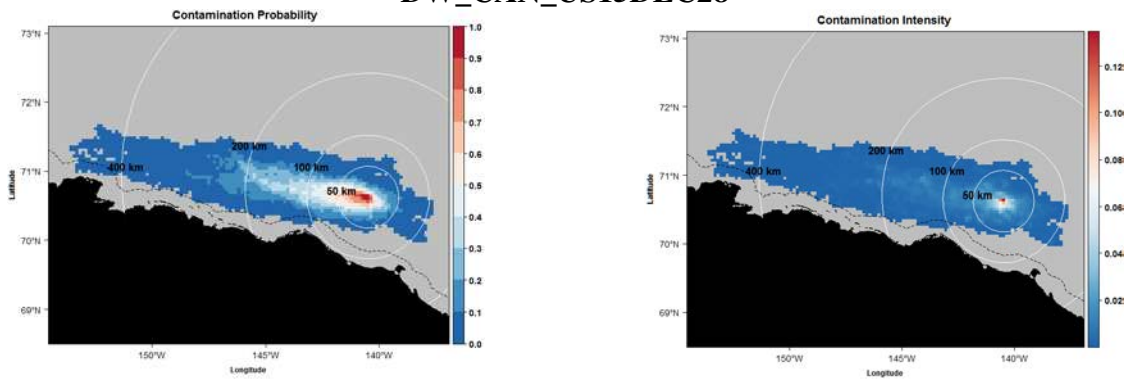 Contamination Probability
73°N
72°N
71°N
70°N
69°N
Latitude
400 km
200 km
100 km
50 km
150°W
145°W
140°W
Longitude
1.0
0.9
0.8
0.7
0.6
0.5
0.4
0.3
0.2
0.1
0.0
Contamination Intensity
73°N
72°N
71°N
70°N
69°N
Latitude
400 km
200 km
100 km
50 km
150°W
145°W
140°W
Longitude